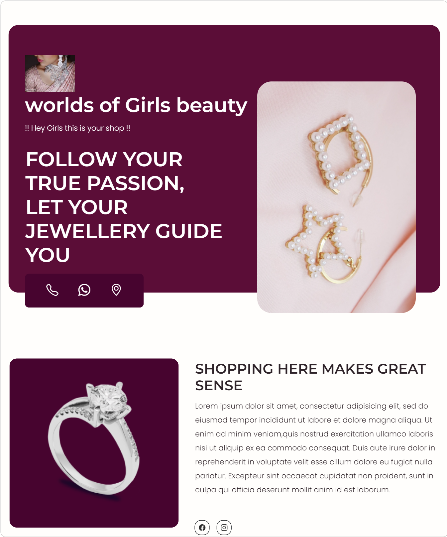 worlds of Girls beauty
!! Hey Girls this is your shop !!
FOLLOW YOUR
TRUE PASSION,
LET YOUR
JEWELLERY GUIDE
YOU
SHOPPING HERE MAKES GREAT
SENSE
Lorem ipsum dolor sit amet, consectetur adipisicing elit, sed do
eiusmod tempor incididunt ut labore et dolore magna aliqua. Ut
enim ad minim veniam,quis nostrud exercitation ullamco laboris
nisi ut aliquip ex ea commodo consequat. Duis aute irure dolor in
reprehenderit in voluptate velit esse cillum dolore eu fugiat nulla
pariatur. Excepteur sint occaecat cupidatat non proident, sunt in
culpa qui officia deserunt mollit anim id est laborum.